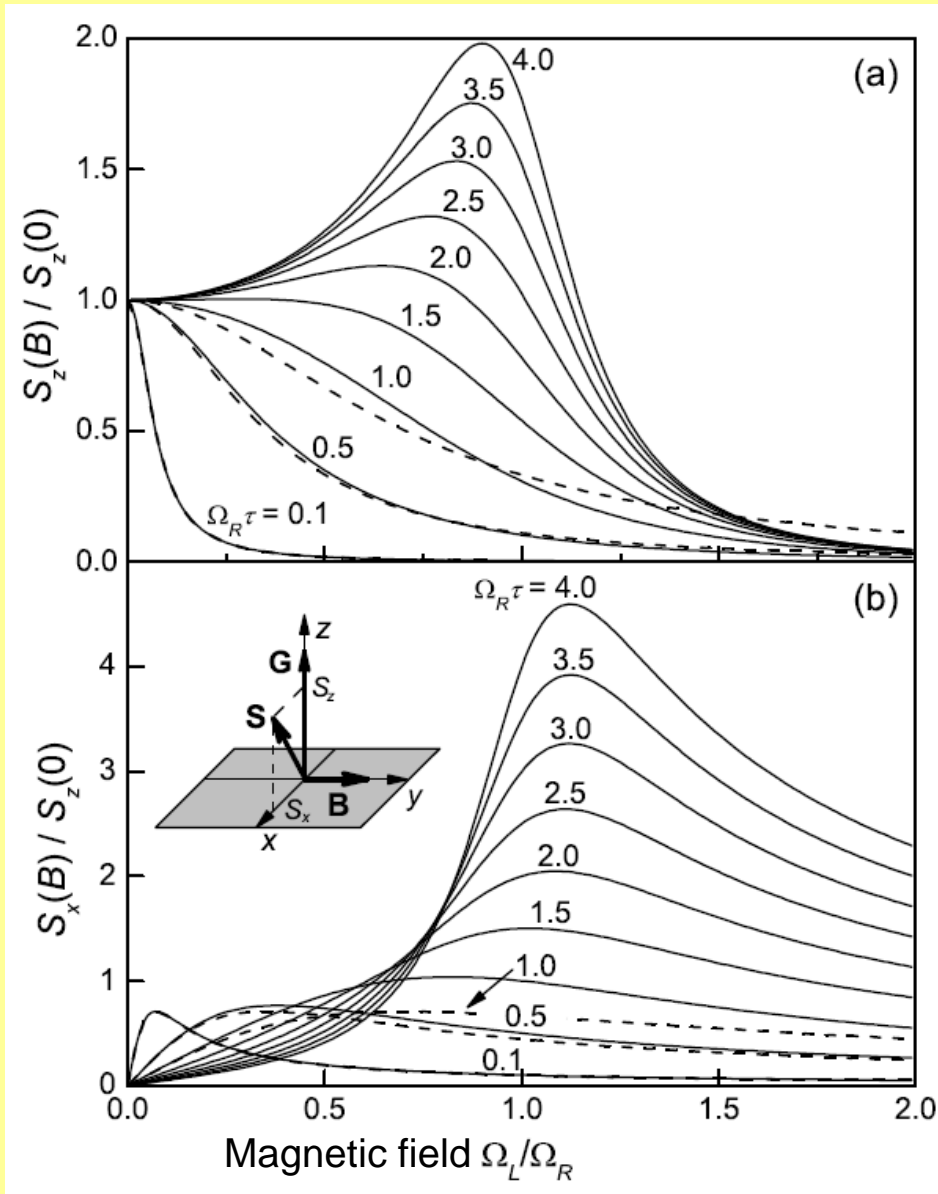 2.0
1.5
1.0
0.5
0.0
S_z(B) / S_z(0)
(a)
4.0
3.5
3.0
2.5
2.0
1.5
1.0
0.5
Ω_R τ = 0.1
4
3
2
1
0
S_x(B) / S_z(0)
(b)
Ω_R τ = 4.0
3.5
3.0
2.5
2.0
1.5
1.0
0.5
0.1
z
G
S_z
S
B
y
S_x
x
0.0 0.5 1.0 1.5 2.0
Magnetic field Ω_L/Ω_R